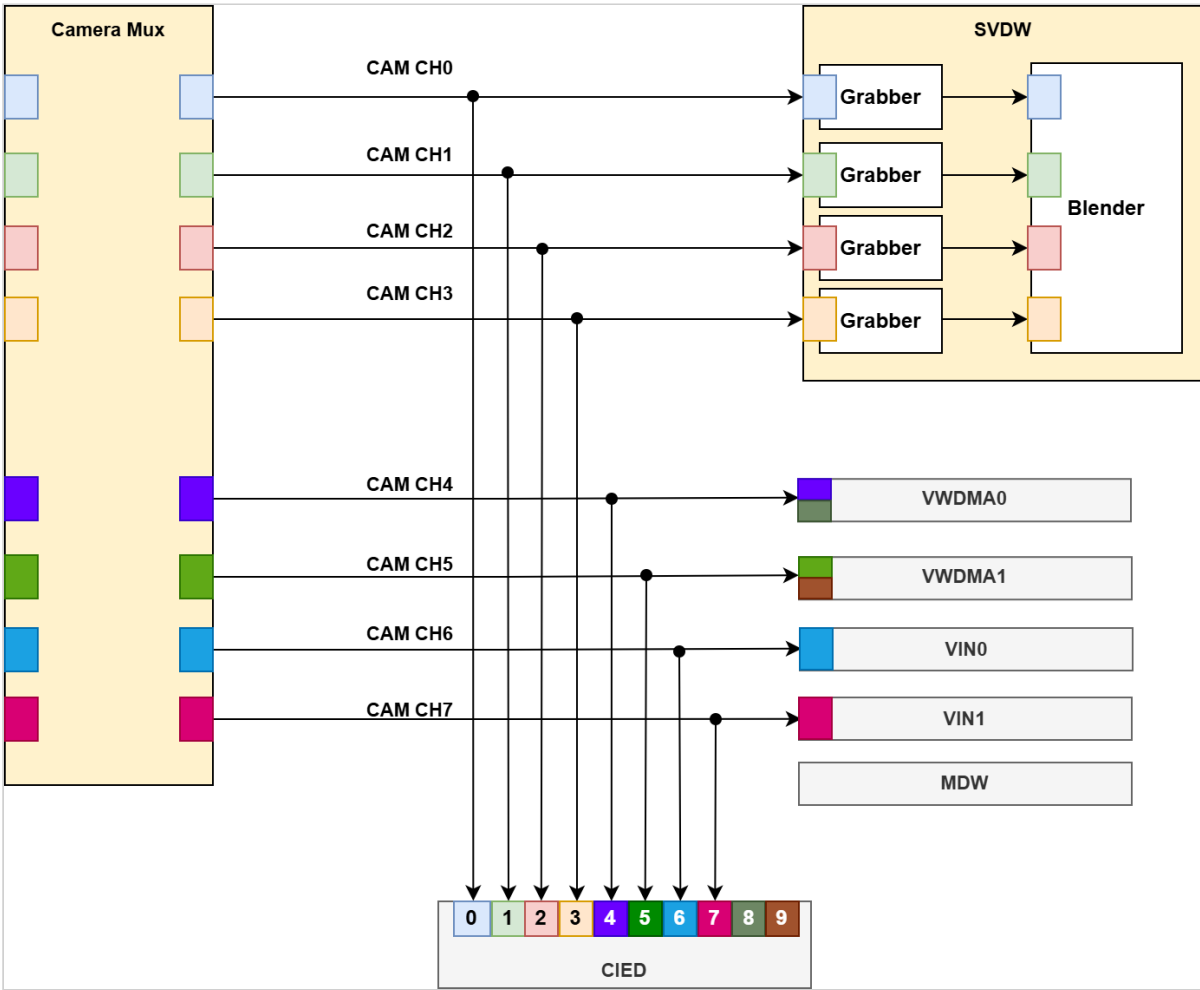 Camera Mux
SVDW
CAM CH0
Grabber
CAM CH1
Grabber
Blender
CAM CH2
Grabber
CAM CH3
Grabber
CAM CH4
VWDMA0
CAM CH5
VWDMA1
CAM CH6
VIN0
CAM CH7
VIN1
MDW
0 1 2 3 4 5 6 7 8 9
CIED